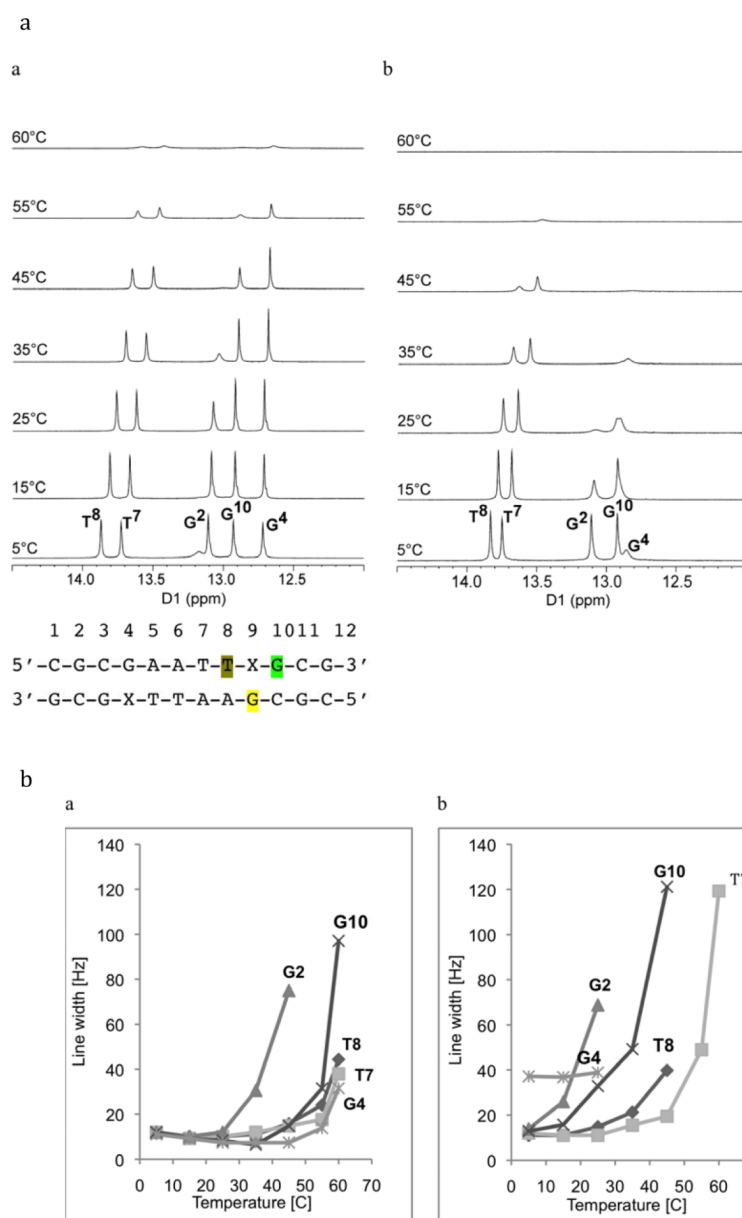 a
a
b
60°C
55°C
45°C
35°C
25°C
15°C
5°C
T8 T7 G2 G10 G4
14.0 13.5 13.0 12.5
D1 (ppm)
60°C
55°C
45°C
35°C
25°C
15°C
5°C
T8 T7 G2 G10 G4
14.0 13.5 13.0 12.5
D1 (ppm)
1 2 3 4 5 6 7 8 9 10 11 12
5'-C-G-C-G-A-A-T-T-X-G-C-G-3'
3'-G-C-G-X-T-T-A-A-G-C-G-C-5'
b
a
b
140
120
100
80
60
40
20
0
Line width [Hz]
G10
G2
T8
T7
G4
0 10 20 30 40 50 60 70
Temperature [C]
140
120
100
80
60
40
20
0
Line width [Hz]
G10
G2
G4
T8
0 10 20 30 40 50 60
Temperature [C]